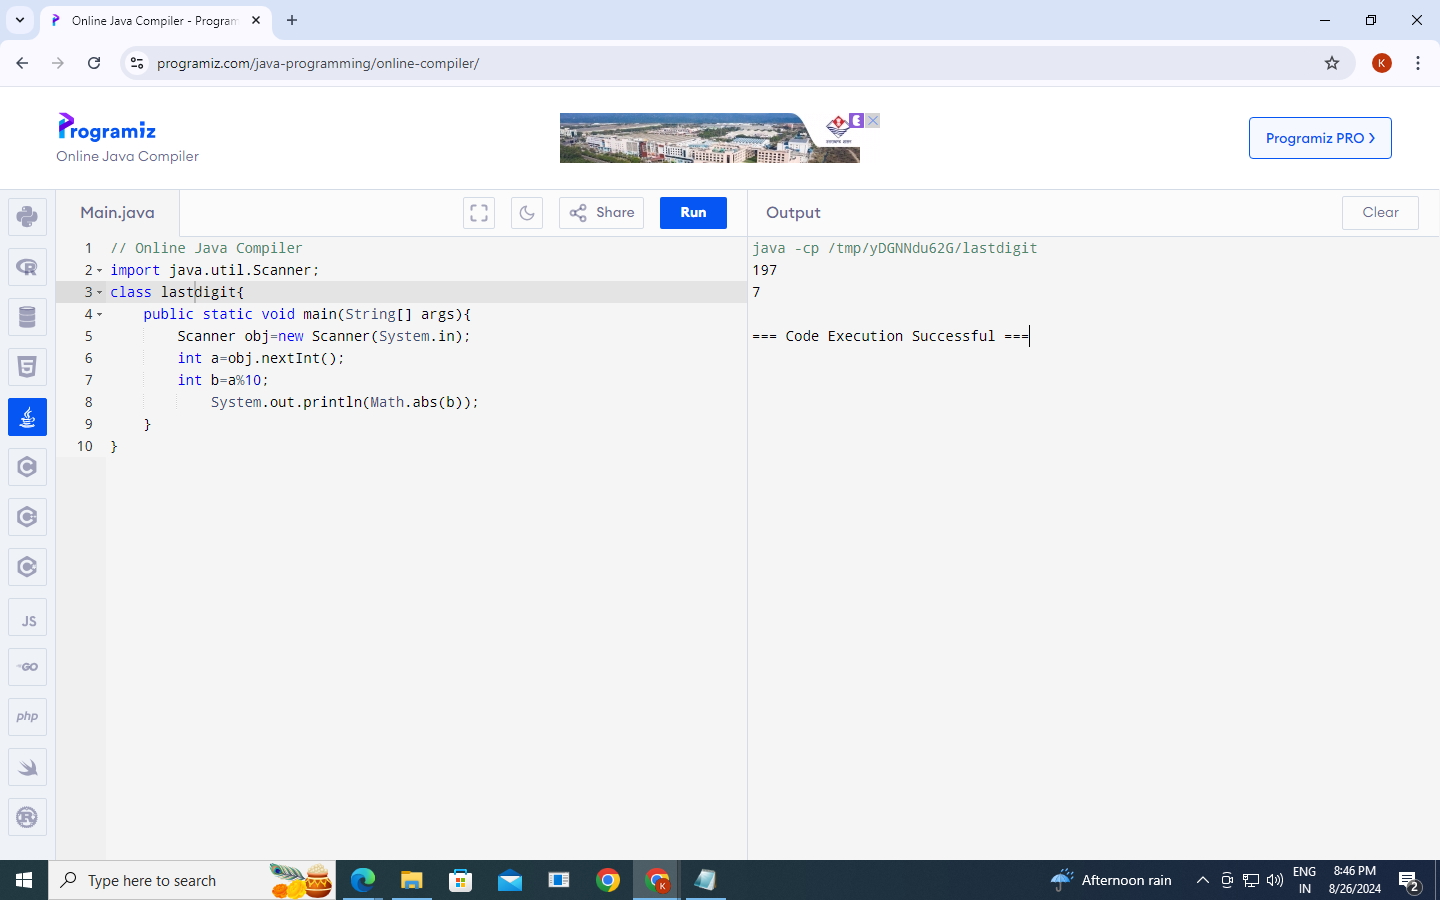 Online Java Compiler - Program
programiz.com/java-programming/online-compiler/
K
Programiz
Online Java Compiler
Programiz PRO >
Main.java
Share
Run
Output
Clear
1 // Online Java Compiler
2 import java.util.Scanner;
3 class lastdigit{
4 public static void main(String[] args){
5 Scanner obj=new Scanner(System.in);
6 int a=obj.nextInt();
7 int b=a%10;
8 System.out.println(Math.abs(b));
9 }
10 }
java -cp /tmp/yDGNNdu62G/lastdigit
197
7
=== Code Execution Successful ===
JS
GO
php
Type here to search
K
Afternoon rain
ENG
IN
8:46 PM
8/26/2024
2